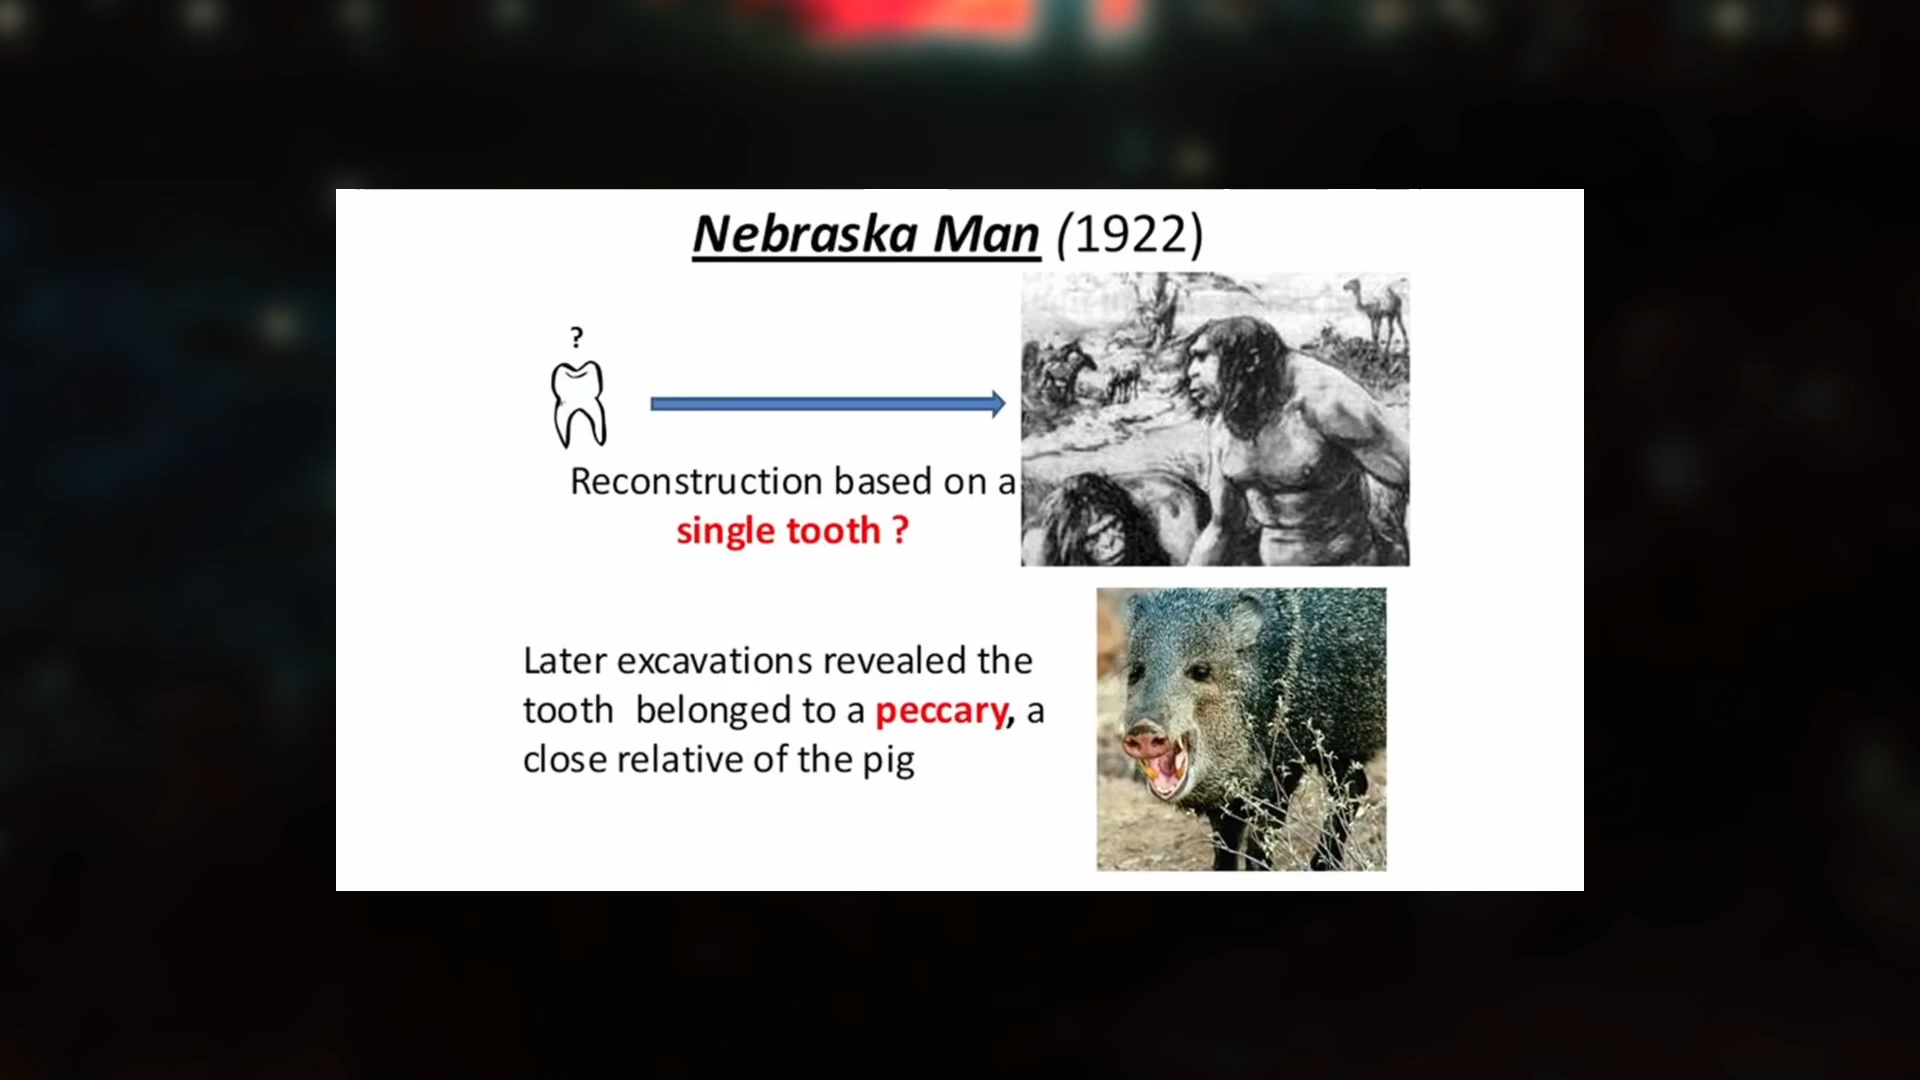 Nebraska Man (1922)
?
Reconstruction based on a
single tooth ?
Later excavations revealed the
tooth belonged to a peccary, a
close relative of the pig